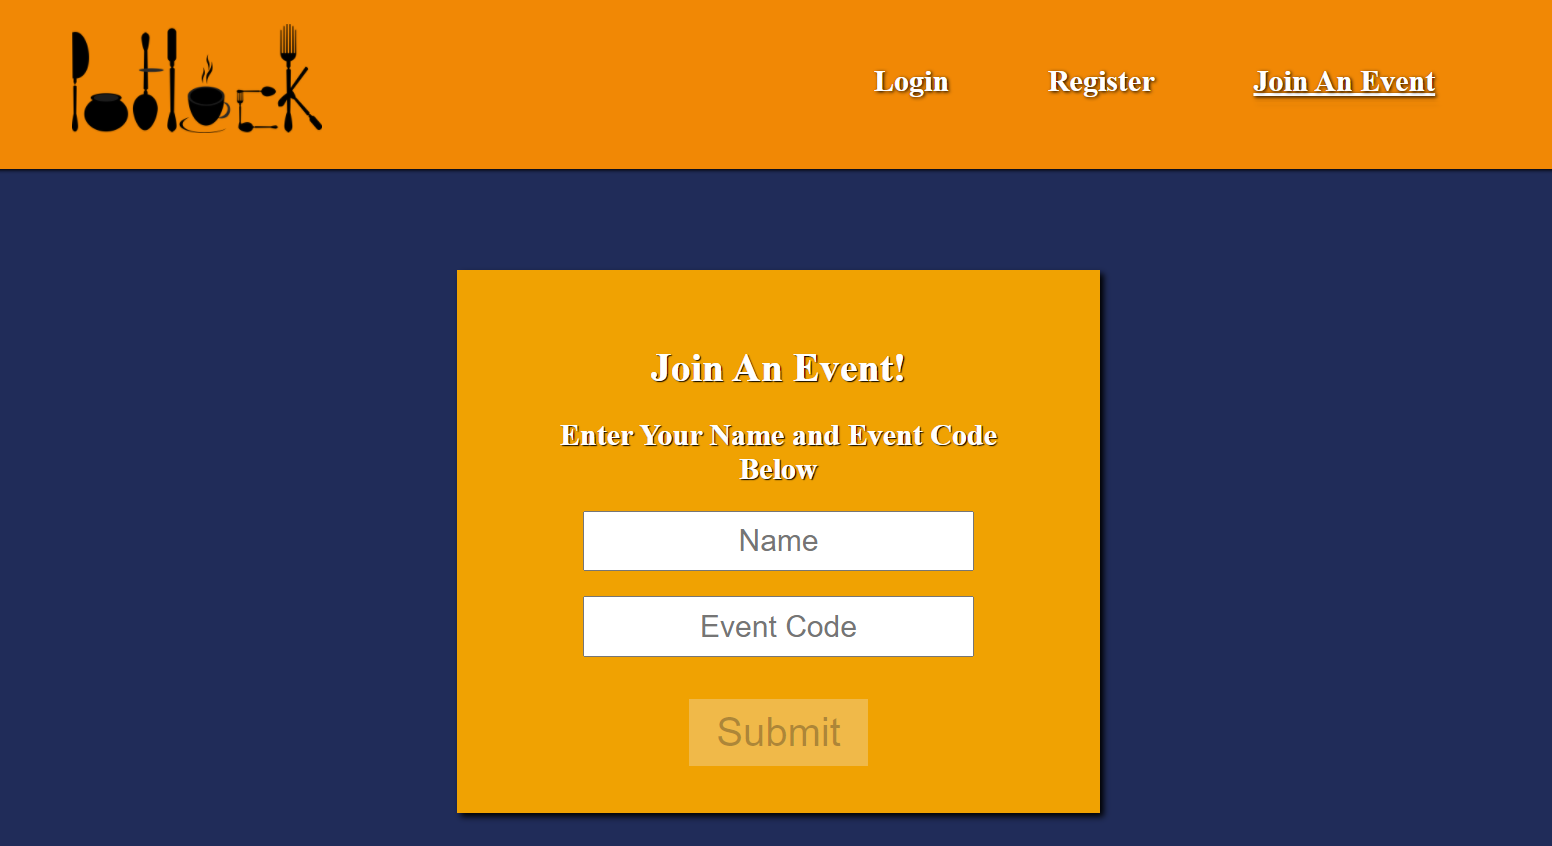 Potluck
Login
Register
Join An Event
Join An Event!
Enter Your Name and Event Code
Below
Name
Event Code
Submit